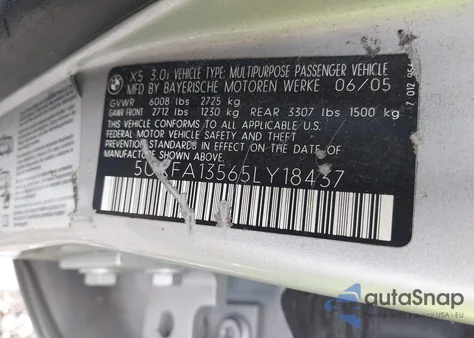 X5 3.0i VEHICLE TYPE: MULTIPURPOSE PASSENGER VEHICLE
MFD BY BAYERISCHE MOTOREN WERKE 06/05
GVWR 6008 lbs 2725 kg
GAWR FRONT 2712 lbs 1230 kg REAR 3307 lbs 1500 kg
THIS VEHICLE CONFORMS TO ALL APPLICABLE U.S.
FEDERAL MOTOR VEHICLE SAFETY AND THEFT
PREVENTION STANDARDS IN EFFECT ON THE DATE OF
MANUFACTURE SHOWN ABOVE.
FA13565LY18437
7 012
autoSnap